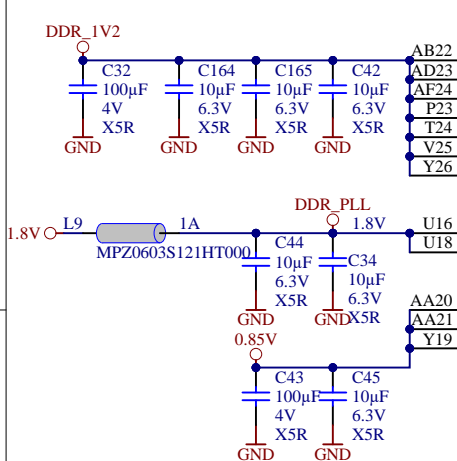 DDR_1V2
C32
100µF
4V
X5R
GND
C164
10µF
6.3V
X5R
GND
C165
10µF
6.3V
X5R
GND
C42
10µF
6.3V
X5R
GND
AB22
AD23
AF24
P23
T24
V25
Y26
DDR_PLL
1.8V L9 1A 1.8V U16
U18
MPZ0603S121HT000
C44
10µF
6.3V
X5R
GND
C34
10µF
6.3V
X5R
GND
AA20
AA21
Y19
0.85V
C43
100µF
4V
X5R
GND
C45
10µF
6.3V
X5R
GND